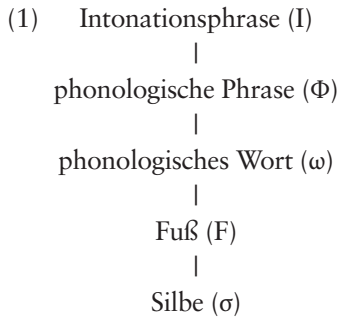 (1) Intonationsphrase (I)
phonologische Phrase (Φ)
phonologisches Wort (ω)
Fuß (F)
Silbe (σ)